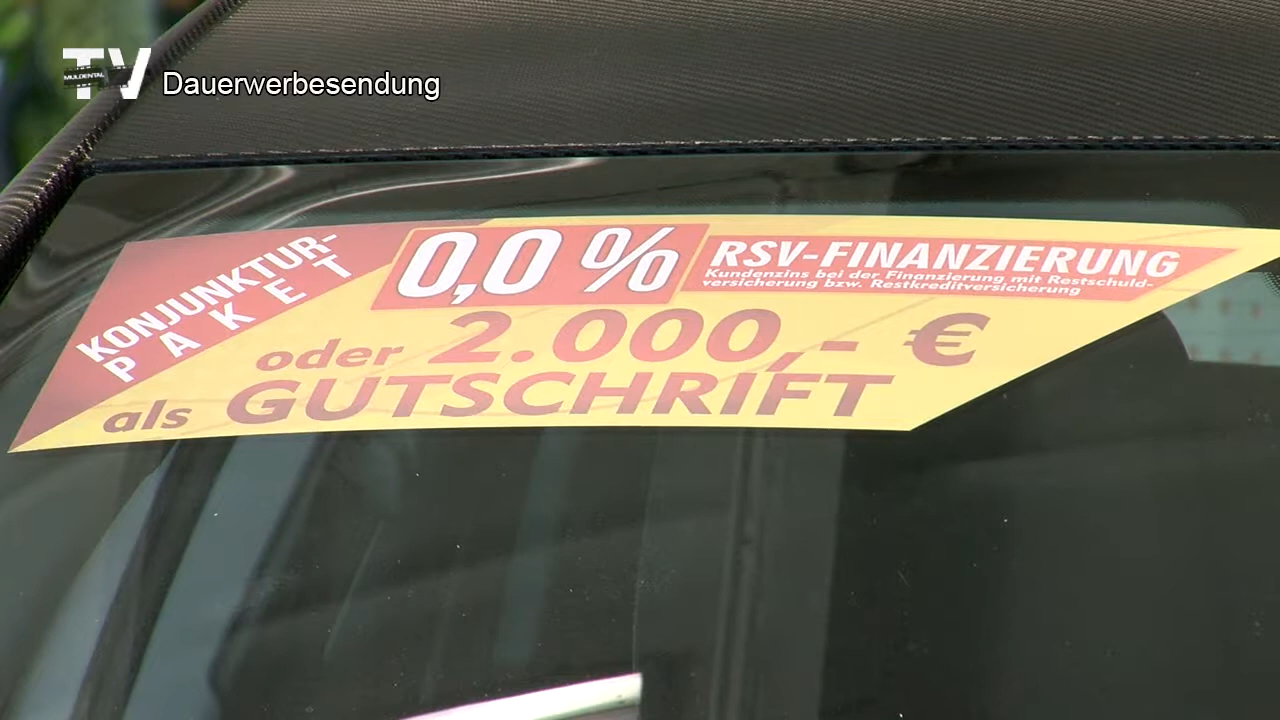 TV
MULDENTAL
Dauerwerbesendung
KONJUNKTUR-
PAKET
0,0 %
RSV-FINANZIERUNG
Kundenzins bei der Finanzierung mit Restschuld-
versicherung bzw. Restkreditversicherung
oder 2.000,- €
als GUTSCHRIFT